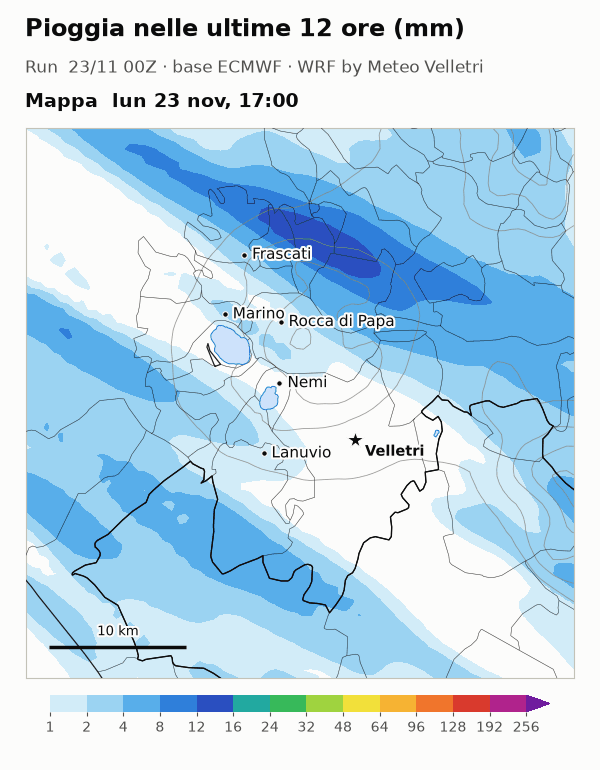 Pioggia nelle ultime 12 ore (mm)
Run  23/11 00Z · base ECMWF · WRF by Meteo Velletri
Mappa  lun 23 nov, 17:00
Frascati
Marino
Rocca di Papa
Nemi
Velletri
Lanuvio
10 km
1 2 4 8 12 16 24 32 48 64 96 128 192 256